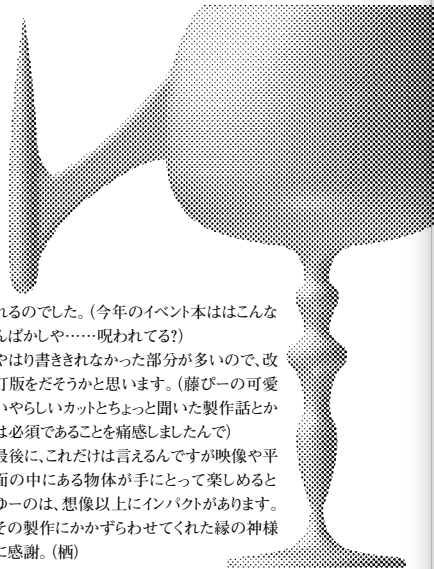 れるのでした。(今年のイベント本ははこんな
んばかしや……呪われてる?)
やはり書ききれなかった部分が多いので、改
訂版をだそうかと思います。(藤ぴーの可愛
いやらしいカットとちょっと聞いた製作話とか
は必須であることを痛感しましたんで)
最後に、これだけは言えるんですが映像や平
面の中にある物体が手にとって楽しめると
ゆーのは、想像以上にインパクトがあります。
その製作にかかずらわせてくれた縁の神様
に感謝。(栖)